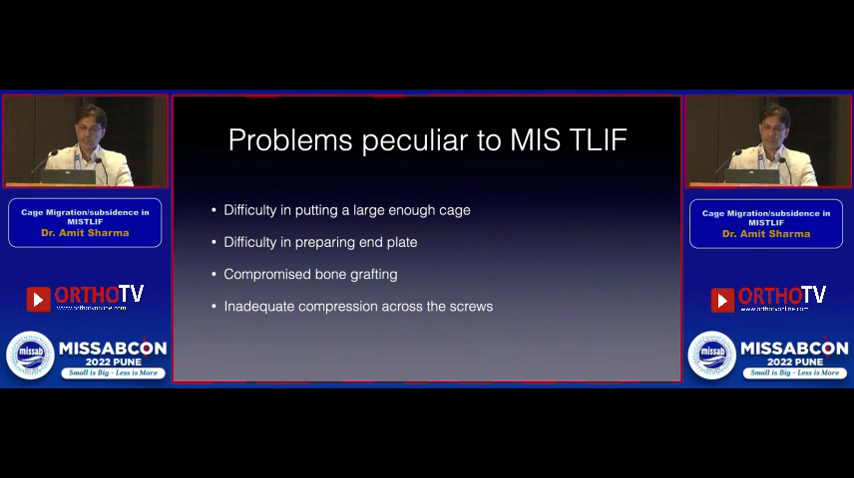 Problems peculiar to MIS TLIF
• Difficulty in putting a large enough cage
• Difficulty in preparing end plate
• Compromised bone grafting
• Inadequate compression across the screws
Cage Migration/subsidence in
MISTLIF
Dr. Amit Sharma
ORTHOTV
www.orthotvonline.com
missab
MISSABCON
2022 PUNE
Small is Big - Less is More
Cage Migration/subsidence in
MISTLIF
Dr. Amit Sharma
ORTHOTV
www.orthotvonline.com
missab
MISSABCON
2022 PUNE
Small is Big - Less is More